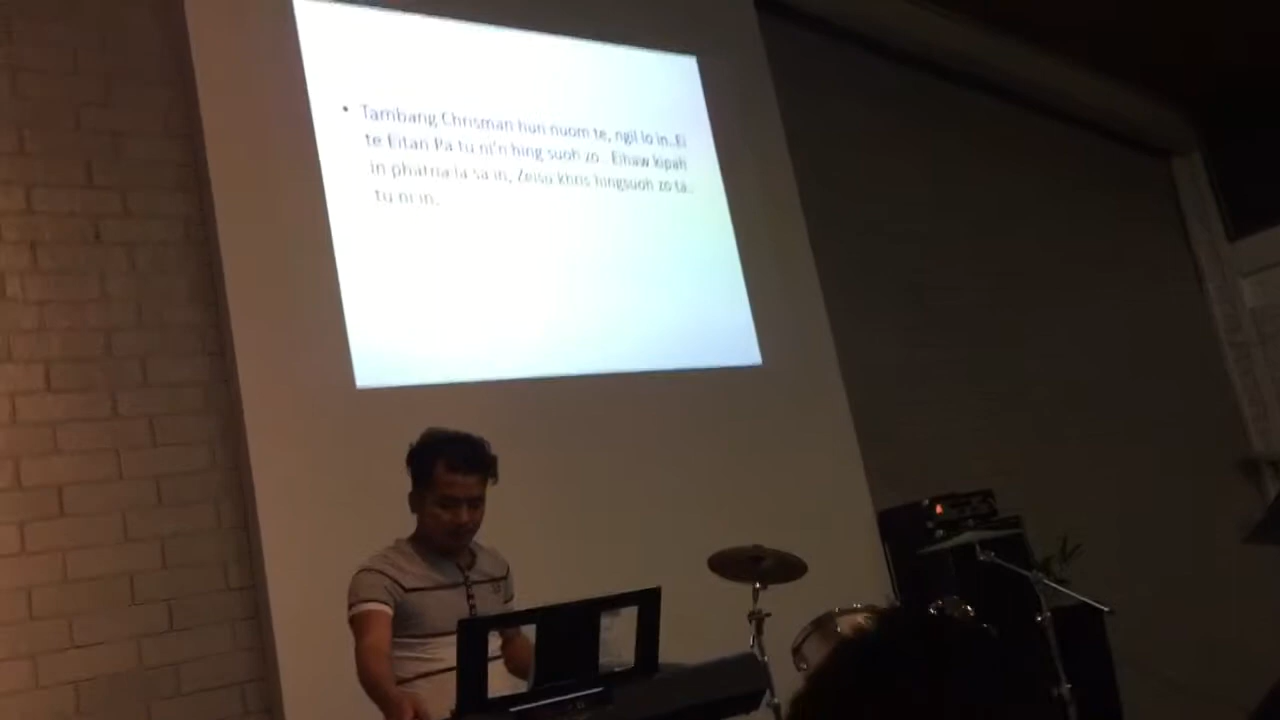 • Tambang Chrisman hun nuom te, ngil lo in..Ei
te Eitan Pa tu ni'n hing suoh zo.. Eihaw kipah
in phatna la sa in, Zeisu khris hingsuoh zo ta..
tu ni in.